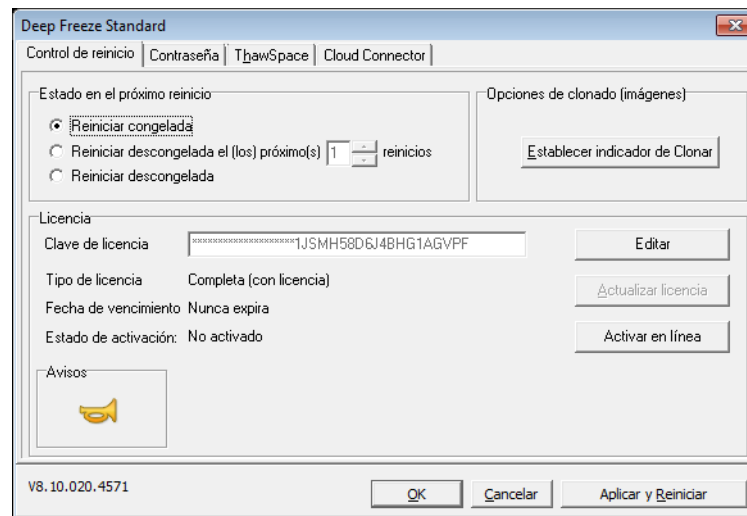 Deep Freeze Standard
Control de reinicio Contraseña ThawSpace Cloud Connector
Estado en el próximo reinicio
Reiniciar congelada
Reiniciar descongelada el (los) próximo(s) 1 reinicios
Reiniciar descongelada
Opciones de clonado (imágenes)
Establecer indicador de Clonar
Licencia
Clave de licencia ********************1JSMH58D6J4BHG1AGVPF Editar
Tipo de licencia Completa (con licencia) Actualizar licencia
Fecha de vencimiento Nunca expira
Estado de activación: No activado Activar en línea
Avisos
V8.10.020.4571 OK Cancelar Aplicar y Reiniciar